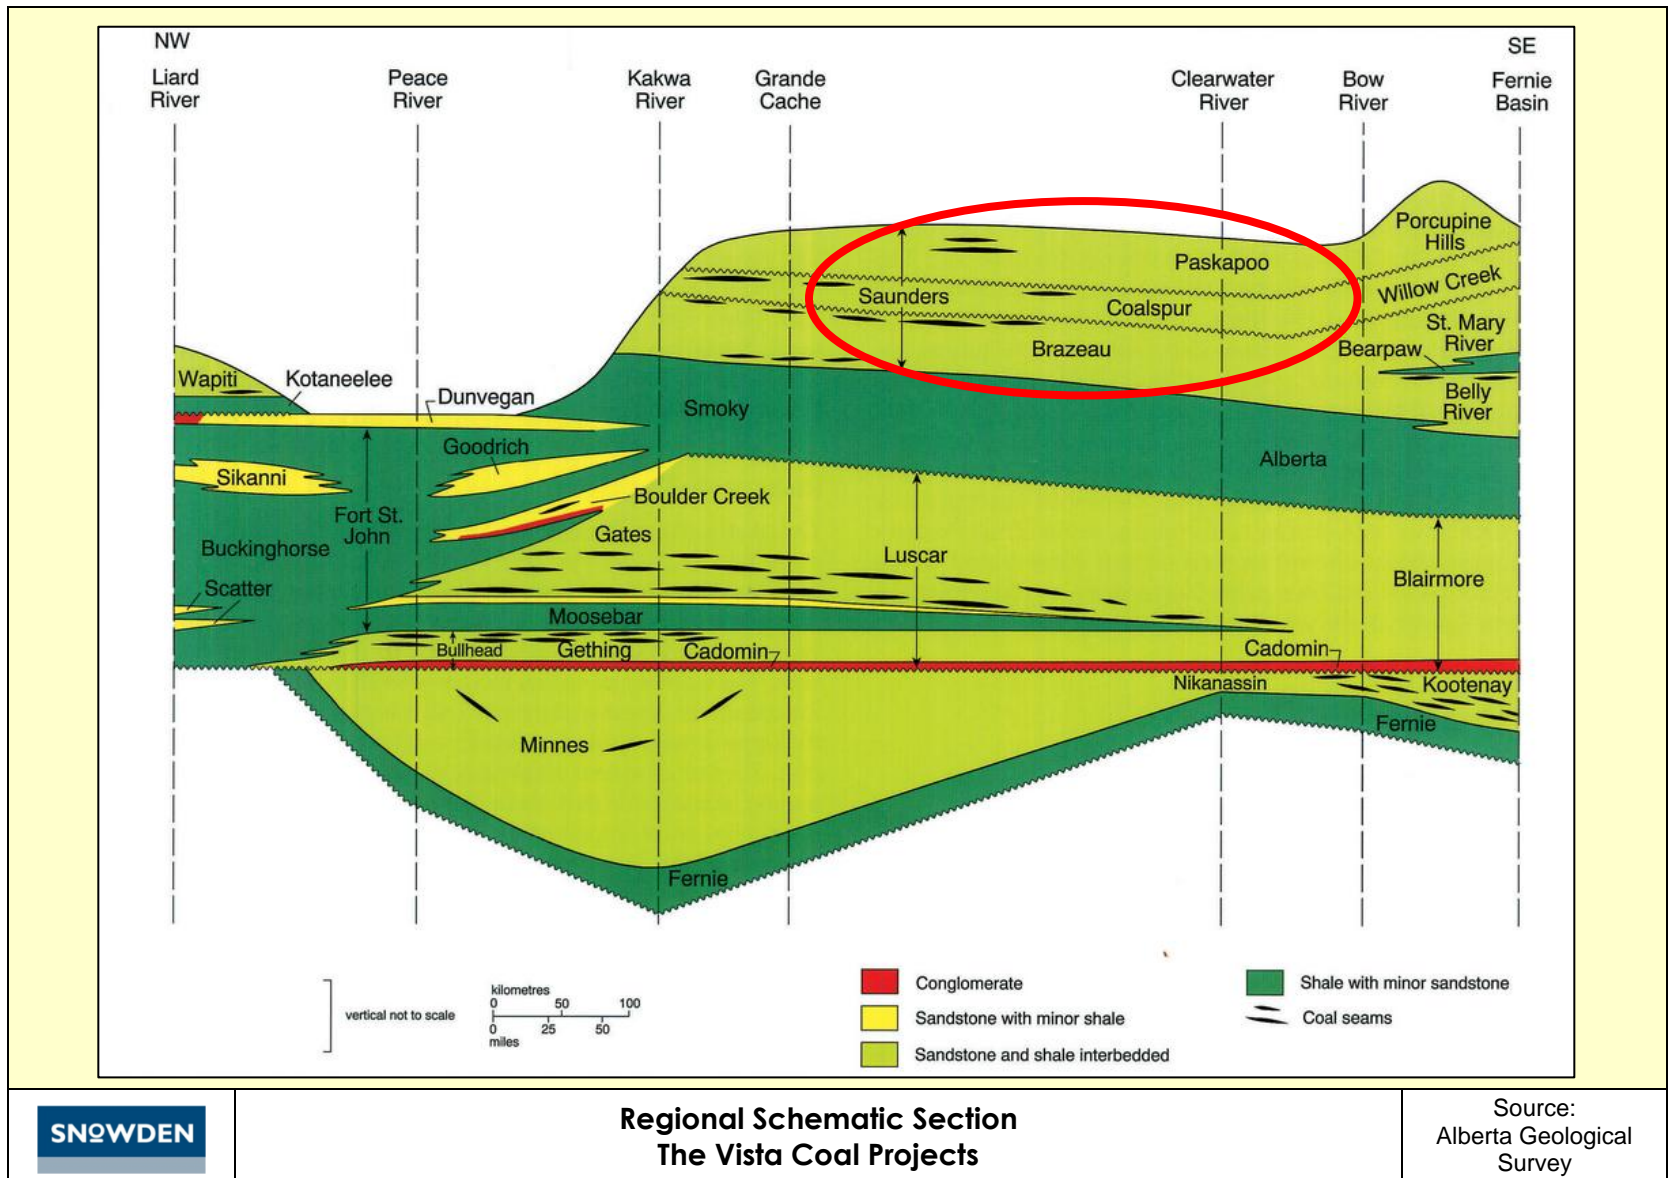 NW
SE
Liard
River
Peace
River
Kakwa
River
Grande
Cache
Clearwater
River
Bow
River
Fernie
Basin
Porcupine
Hills
Paskapoo
Willow Creek
Saunders
Coalspur
St. Mary
River
Brazeau
Bearpaw
Wapiti
Kotaneelee
Belly
River
Dunvegan
Smoky
Goodrich
Alberta
Sikanni
Boulder Creek
Fort St.
John
Gates
Buckinghorse
Luscar
Blairmore
Scatter
Moosebar
Bullhead
Gething
Cadomin
Cadomin
Nikanassin
Kootenay
Fernie
Minnes
Fernie
vertical not to scale
kilometres
0 50 100
0 25 50
miles
Conglomerate
Sandstone with minor shale
Sandstone and shale interbedded
Shale with minor sandstone
Coal seams
SNOWDEN
Regional Schematic Section
The Vista Coal Projects
Source:
Alberta Geological
Survey